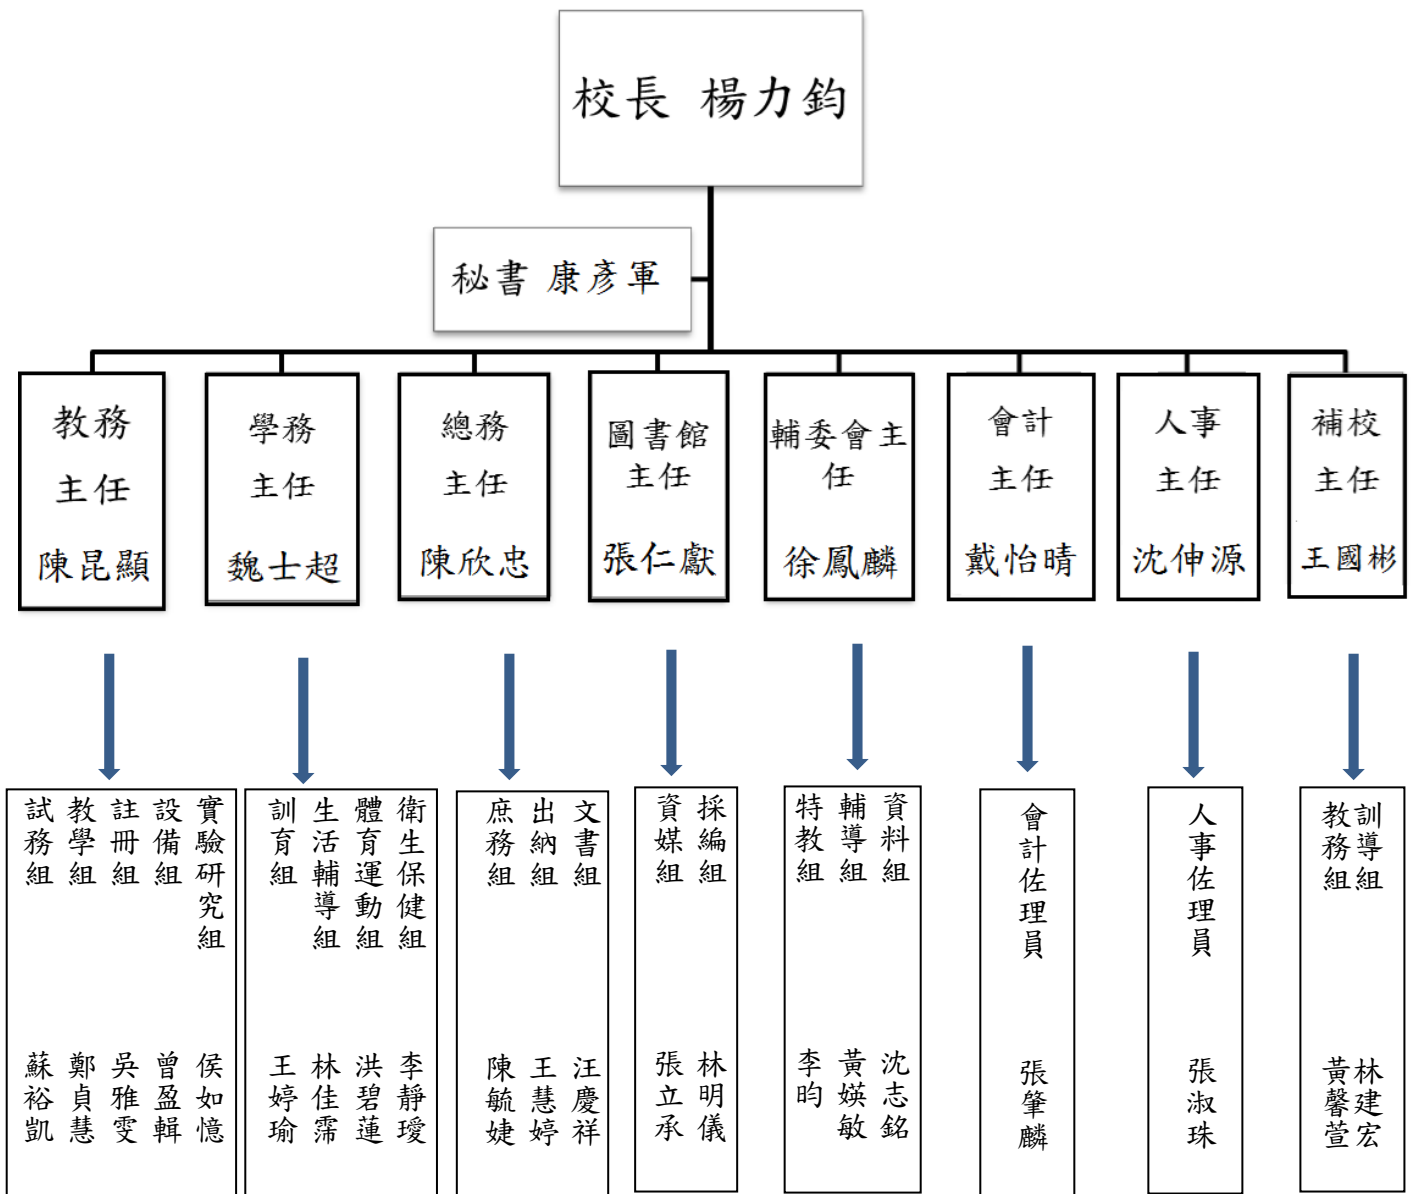 校長 楊力鈞
秘書 康彥軍
教務
主任
陳昆顯
學務
主任
魏士超
總務
主任
陳欣忠
圖書館
主任
張仁獻
輔委會主
任
徐鳳麟
會計
主任
戴怡晴
人事
主任
沈伸源
補校
主任
王國彬
試務組 蘇裕凱
教學組 鄭貞慧
註冊組 吳雅雯
設備組 曾盈輯
實驗研究組 侯如憶
訓育組 王婷瑜
生活輔導組 林佳霈
體育運動組 洪碧蓮
衛生保健組 李靜璦
庶務組 陳毓婕
出納組 王慧婷
文書組 汪慶祥
資媒組 張立承
採編組 林明儀
特教組 李昀
輔導組 黃媖敏
資料組 沈志銘
會計佐理員 張肇麟
人事佐理員 張淑珠
教務組 黃馨萱
訓導組 林建宏